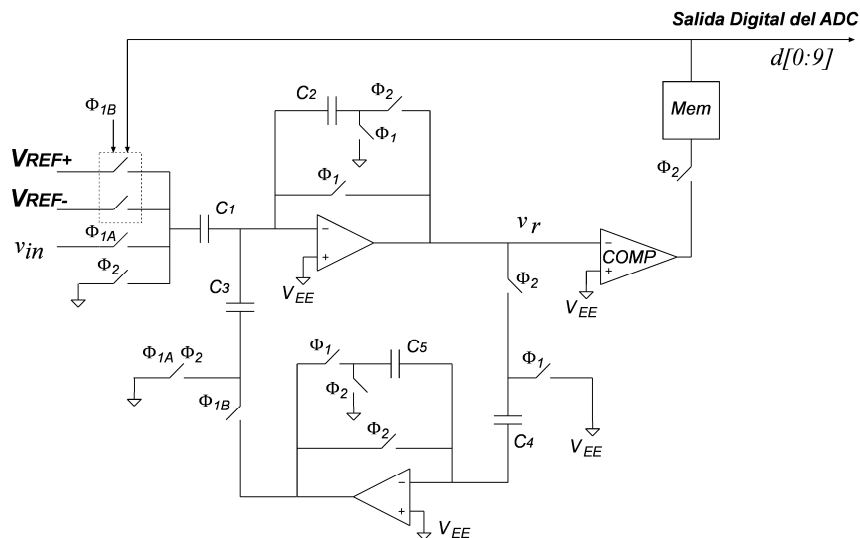 Salida Digital del ADC
d[0:9]
Φ1B
C2
Φ2
Φ1
Mem
VREF+
Φ1
Φ2
VREF-
C1
vin
Φ1A
−
+
vr
−
+
COMP
Φ2
C3
VEE
Φ2
VEE
Φ1A Φ2
Φ1
C5
Φ1
Φ2
Φ1B
Φ2
C4
VEE
−
+
VEE